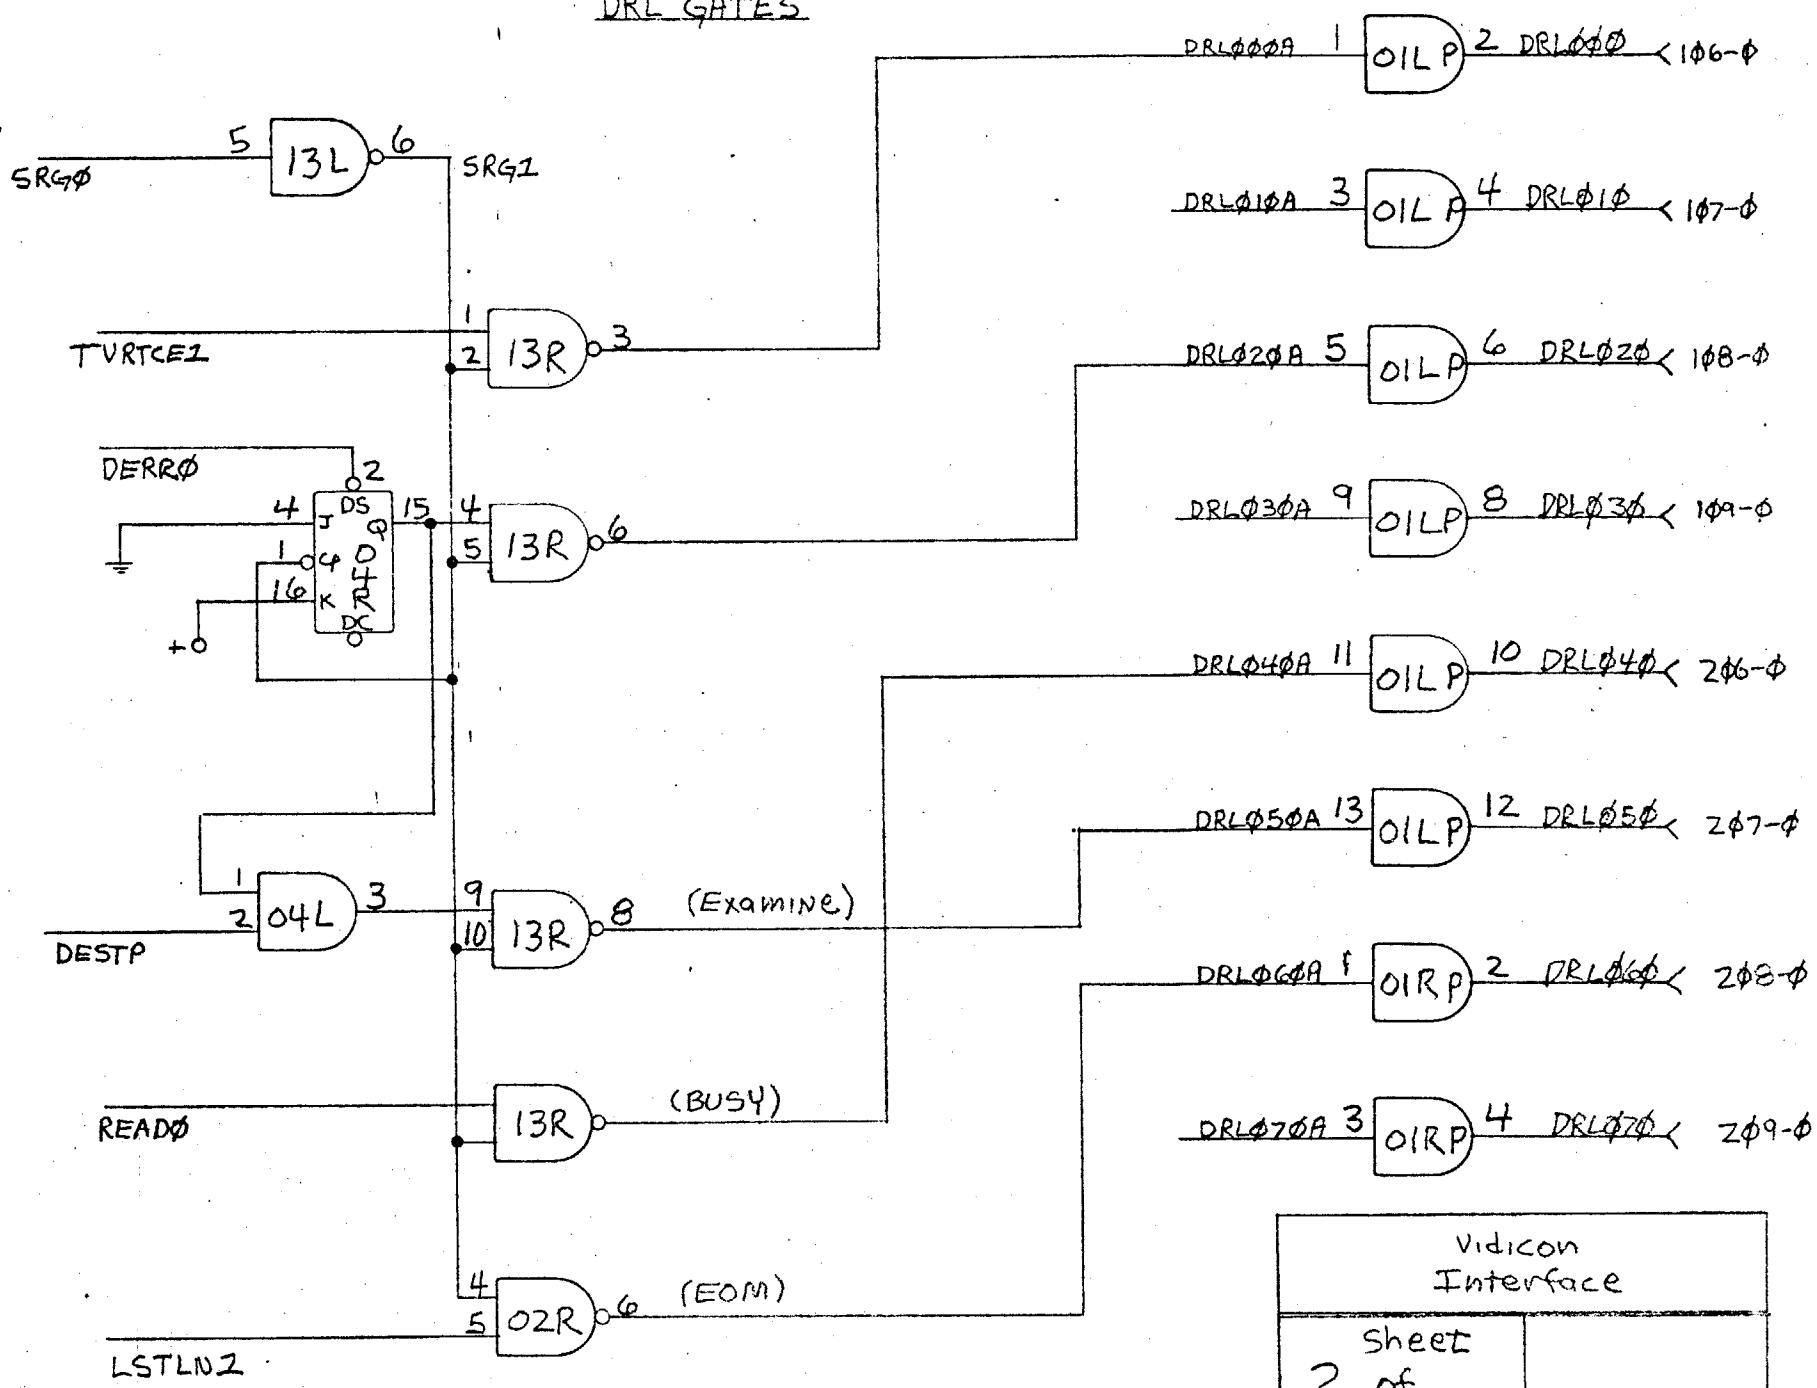 DRL GATES
DRLØØØA 1 01LP 2 DRLØØØ 1Ø6-Ø
5 13L 6
SRGØ SRG1
DRLØ1ØA 3 01LP 4 DRLØ1Ø 1Ø7-Ø
1
TVRTCE1 2 13R 3
DRLØ2ØA 5 01LP 6 DRLØ2Ø 1Ø8-Ø
DERRØ 2
DS
4 J Q 15 4
1 CP 04R 5 13R 6
16 K
DC
+
DRLØ3ØA 9 01LP 8 DRLØ3Ø 1Ø9-Ø
DRLØ4ØA 11 01LP 10 DRLØ4Ø 2Ø6-Ø
DRLØ5ØA 13 01LP 12 DRLØ5Ø 2Ø7-Ø
1 3 9 8 (Examine)
2 04L 10 13R
DESTP
DRLØ6ØA 1 01RP 2 DRLØ6Ø 2Ø8-Ø
READØ 13R (BUSY)
DRLØ7ØA 3 01RP 4 DRLØ7Ø 2Ø9-Ø
4
5 02R 6 (EOM)
LSTLN1
Vidicon
Interface
Sheet
2 of